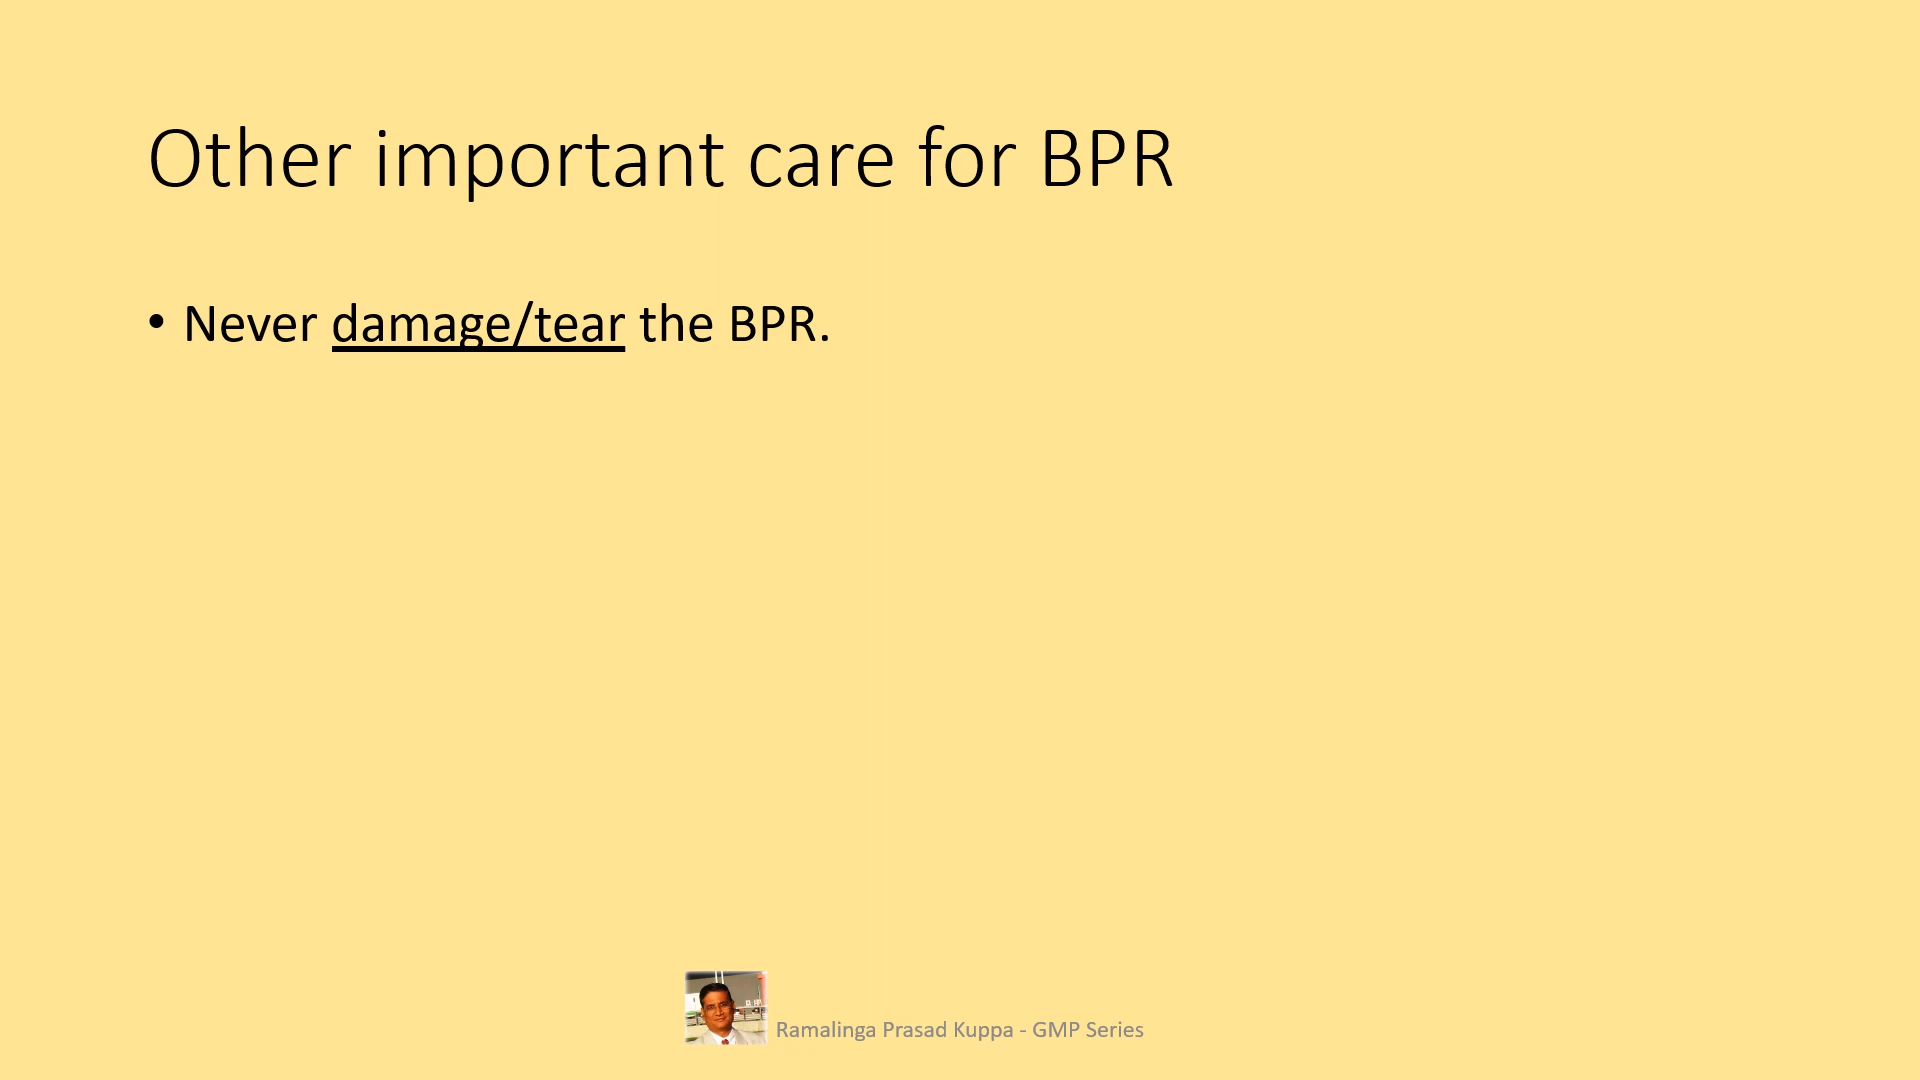 Other important care for BPR
• Never damage/tear the BPR.
Ramalinga Prasad Kuppa - GMP Series